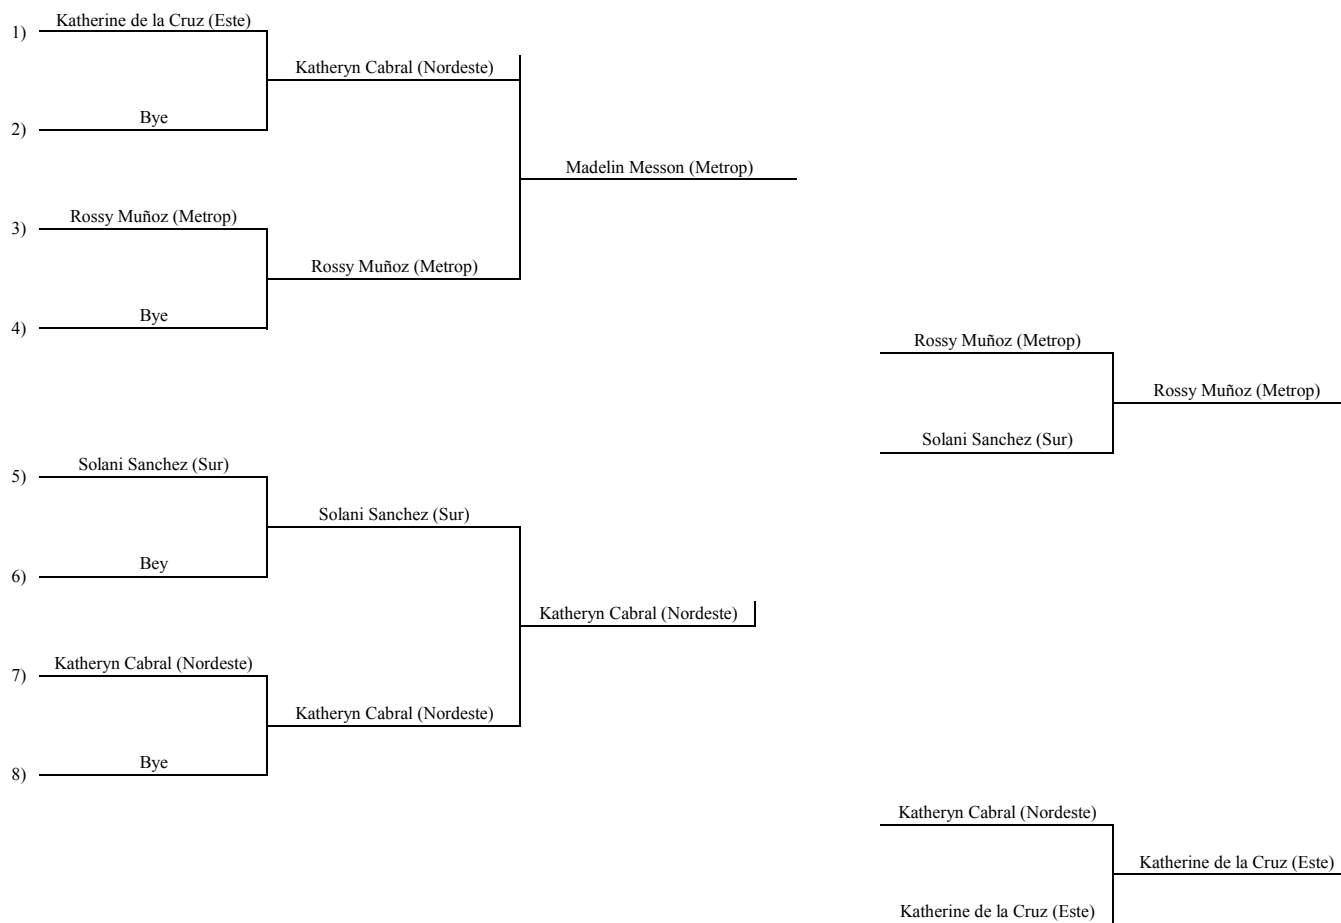 1) Katherine de la Cruz (Este)
Katheryn Cabral (Nordeste)
2) Bye
Madelin Messon (Metrop)
3) Rossy Muñoz (Metrop)
Rossy Muñoz (Metrop)
4) Bye
Rossy Muñoz (Metrop)
Rossy Muñoz (Metrop)
Solani Sanchez (Sur)
5) Solani Sanchez (Sur)
Solani Sanchez (Sur)
6) Bey
Katheryn Cabral (Nordeste)
7) Katheryn Cabral (Nordeste)
Katheryn Cabral (Nordeste)
8) Bye
Katheryn Cabral (Nordeste)
Katherine de la Cruz (Este)
Katherine de la Cruz (Este)